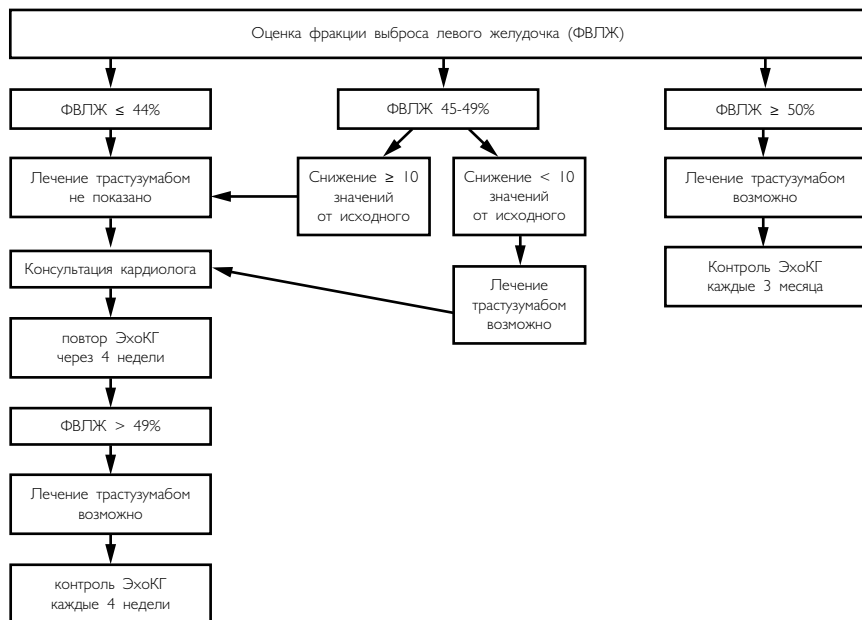 Оценка фракции выброса левого желудочка (ФВЛЖ)
ФВЛЖ ≤ 44%
ФВЛЖ 45-49%
ФВЛЖ ≥ 50%
Лечение трастузумабом
не показано
Снижение ≥ 10
значений
от исходного
Снижение < 10
значений
от исходного
Лечение трастузумабом
возможно
Консультация кардиолога
Лечение
трастузумабом
возможно
Контроль ЭхоКГ
каждые 3 месяца
повтор ЭхоКГ
через 4 недели
ФВЛЖ > 49%
Лечение трастузумабом
возможно
контроль ЭхоКГ
каждые 4 недели